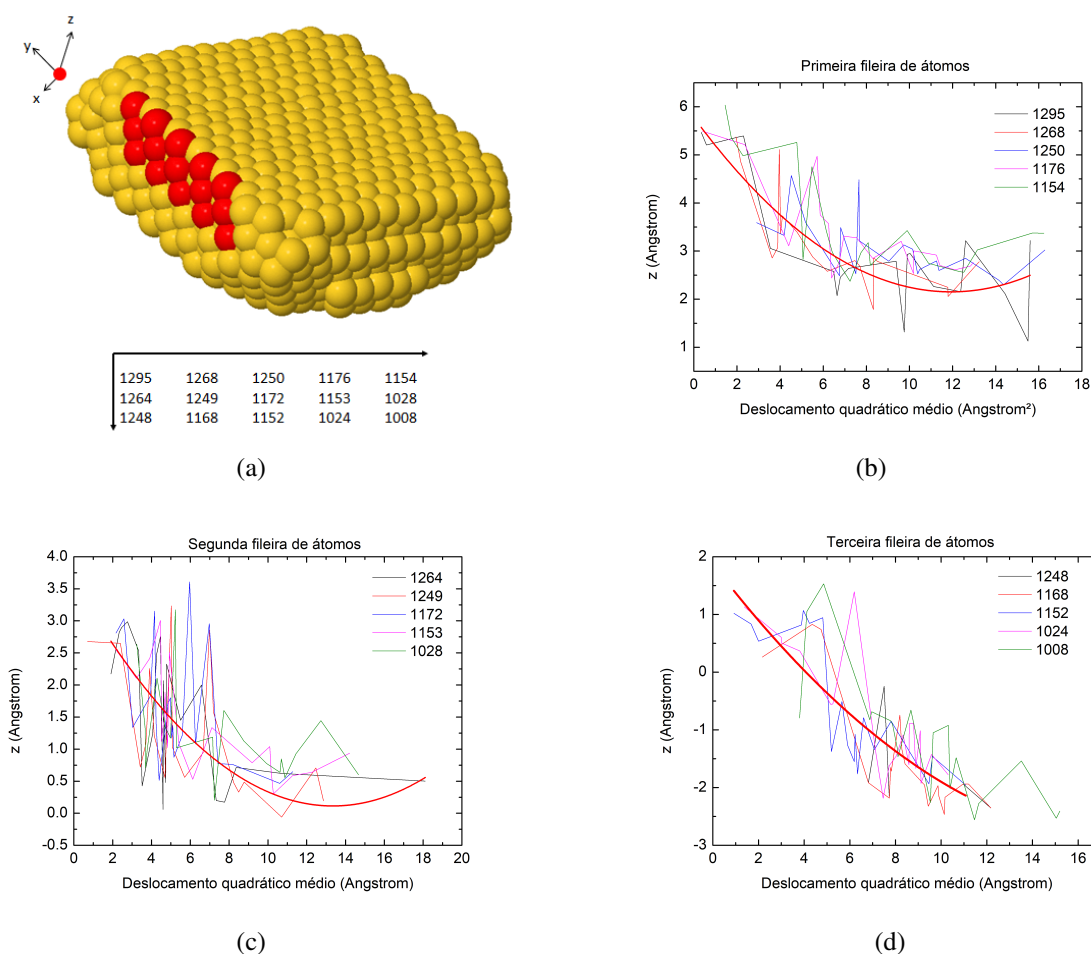 z
y
x
1295 1268 1250 1176 1154
1264 1249 1172 1153 1028
1248 1168 1152 1024 1008
(a)
Primeira fileira de átomos
1295
1268
1250
1176
1154
z (Angstrom)
6
5
4
3
2
1
0 2 4 6 8 10 12 14 16 18
Deslocamento quadrático médio (Angstrom²)
(b)
Segunda fileira de átomos
1264
1249
1172
1153
1028
z (Angstrom)
4.0
3.5
3.0
2.5
2.0
1.5
1.0
0.5
0.0
-0.5
0 2 4 6 8 10 12 14 16 18 20
Deslocamento quadrático médio (Angstrom)
(c)
Terceira fileira de átomos
1248
1168
1152
1024
1008
z (Angstrom)
2
1
0
-1
-2
-3
0 2 4 6 8 10 12 14 16
Deslocamento quadrático médio (Angstrom)
(d)